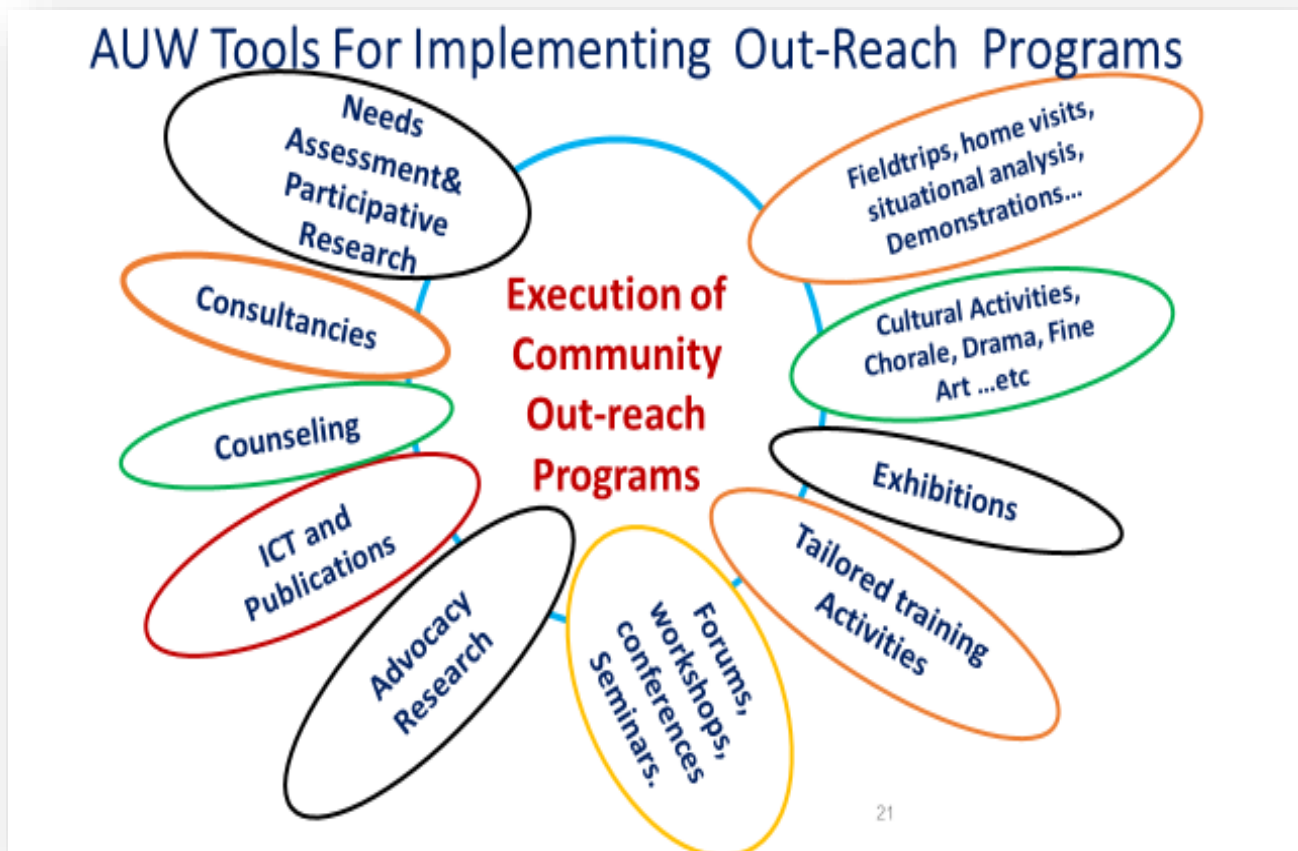 AUW Tools For Implementing Out-Reach Programs
Needs
Assessment&
Participative
Research
Consultancies
Counseling
ICT and
Publications
Advocacy
Research
Forums,
workshops,
conferences
Seminars.
Tailored training
Activities
Exhibitions
Cultural Activities,
Chorale, Drama, Fine
Art ...etc
Fieldtrips, home visits,
situational analysis,
Demonstrations...
Execution of
Community
Out-reach
Programs
21